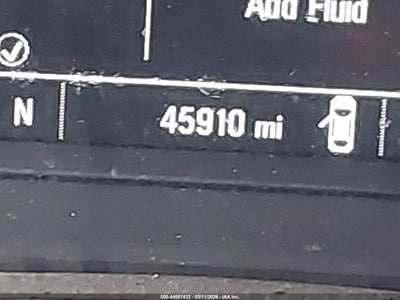 Add Fluid
N 45910 mi
000-44587432 - 03/11/2026 - IAA Inc.